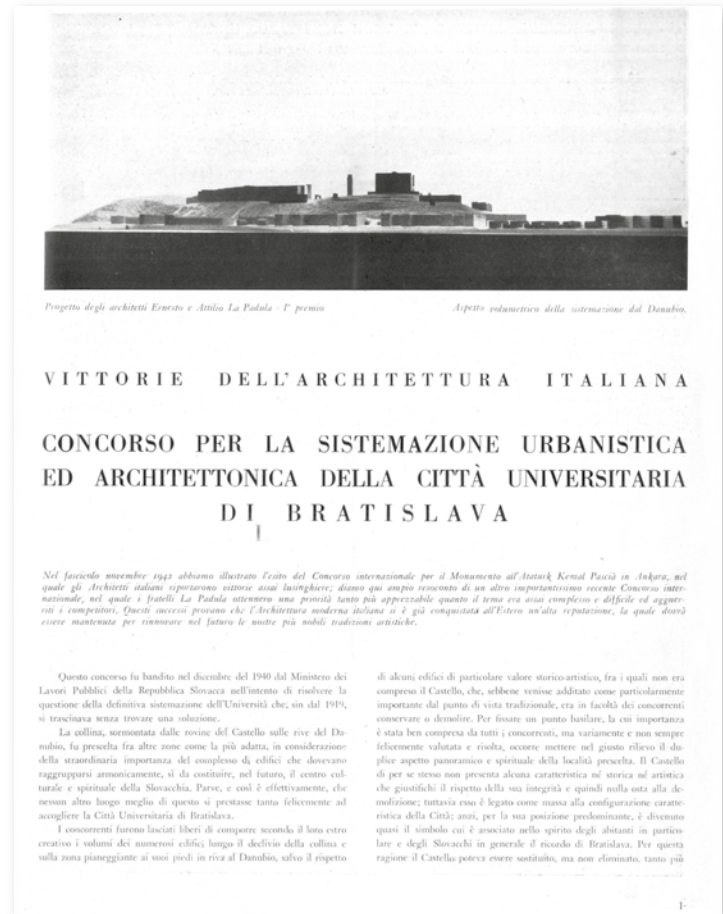 Progetto degli architetti Ernesto e Attilio La Padula - I° premio
Aspetto volumetrico della sistemazione dal Danubio.
VITTORIE DELL'ARCHITETTURA ITALIANA
CONCORSO PER LA SISTEMAZIONE URBANISTICA
ED ARCHITETTONICA DELLA CITTÀ UNIVERSITARIA
DI BRATISLAVA
Nel fascicolo novembre 1942 abbiamo illustrato l'esito del Concorso internazionale per il Monumento all'Ataturk Kemal Pascià in Ankara, nel
quale gli Architetti italiani riportarono vittorie assai lusinghiere; diamo qui ampio resoconto di un altro importantissimo recente Concorso inter-
nazionale, nel quale i fratelli La Padula ottennero una priorità tanto più apprezzabile quanto il tema era assai complesso e difficile ed agguer-
riti i competitori. Questi successi provano che l'Architettura moderna italiana si è già conquistata all'Estero un'alta reputazione, la quale dovrà
essere mantenuta per rinnovare nel futuro le nostre più nobili tradizioni artistiche.
Questo concorso fu bandito nel dicembre del 1940 dal Ministero dei
Lavori Pubblici della Repubblica Slovacca nell'intento di risolvere la
questione della definitiva sistemazione dell'Università che, sin dal 1919,
si trascinava senza trovare una soluzione.
La collina, sormontata dalle rovine del Castello sulle rive del Da-
nubio, fu prescelta fra altre zone come la più adatta, in considerazione
della straordinaria importanza del complesso di edifici che dovevano
raggrupparsi armonicamente, sì da costituire, nel futuro, il centro cul-
turale e spirituale della Slovacchia. Parve, e così è effettivamente, che
nessun altro luogo meglio di questo si prestasse tanto felicemente ad
accogliere la Città Universitaria di Bratislava.
I concorrenti furono lasciati liberi di comporre secondo il loro estro
creativo i volumi dei numerosi edifici lungo il declivio della collina e
sulla zona pianeggiante ai suoi piedi in riva al Danubio, salvo il rispetto
di alcuni edifici di particolare valore storico-artistico, fra i quali non era
compreso il Castello, che, sebbene venisse additato come particolarmente
importante dal punto di vista tradizionale, era in facoltà dei concorrenti
conservare o demolire. Per fissare un punto basilare, la cui importanza
è stata ben compresa da tutti i concorrenti, ma variamente e non sempre
felicemente valutata e risolta, occorre mettere nel giusto rilievo il du-
plice aspetto panoramico e spirituale della località prescelta. Il Castello
di per se stesso non presenta alcuna caratteristica nè storica nè artistica
che giustifichi il rispetto della sua integrità e quindi nulla osta alla de-
molizione; tuttavia esso è legato come massa alla configurazione caratte-
ristica della Città; anzi, per la sua posizione predominante, è divenuto
quasi il simbolo cui è associato nello spirito degli abitanti in partico-
lare e degli Slovacchi in generale il ricordo di Bratislava. Per questa
ragione il Castello poteva essere sostituito, ma non eliminato, tanto più